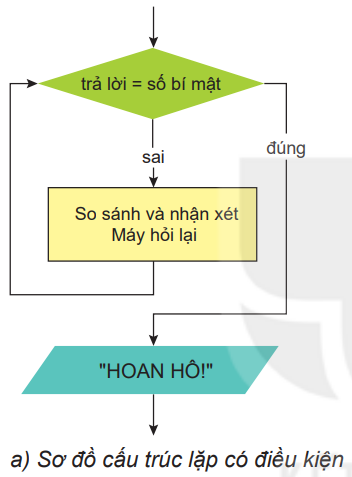 trả lời = số bí mật
sai
đúng
So sánh và nhận xét
Máy hỏi lại
"HOAN HÔ!"
a) Sơ đồ cấu trúc lặp có điều kiện